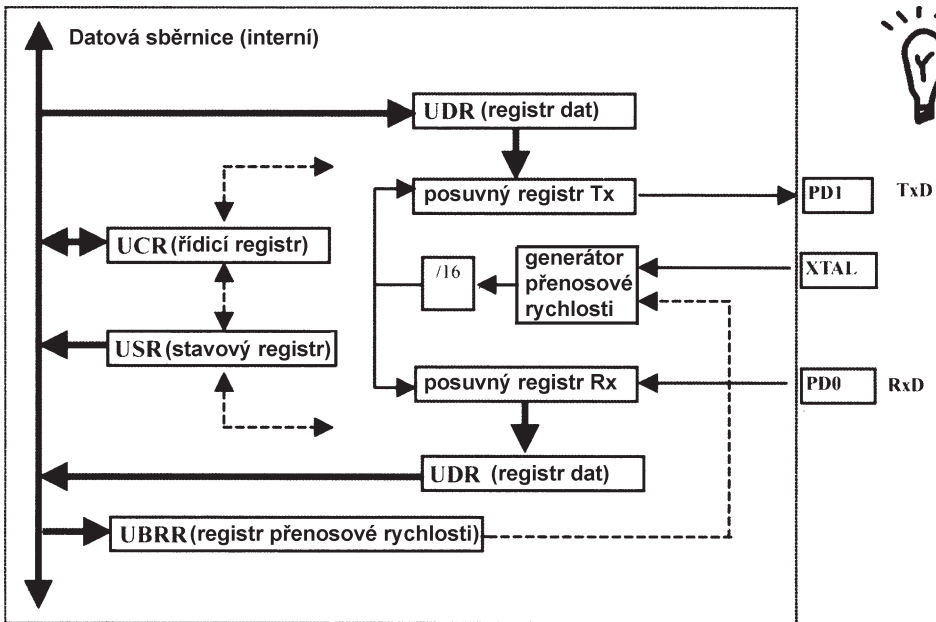 Datová sběrnice (interní)
UDR (registr dat)
posuvný registr Tx
PD1
TxD
UCR (řídicí registr)
/16
generátor
přenosové
rychlosti
XTAL
USR (stavový registr)
posuvný registr Rx
PD0
RxD
UDR (registr dat)
UBRR (registr přenosové rychlosti)